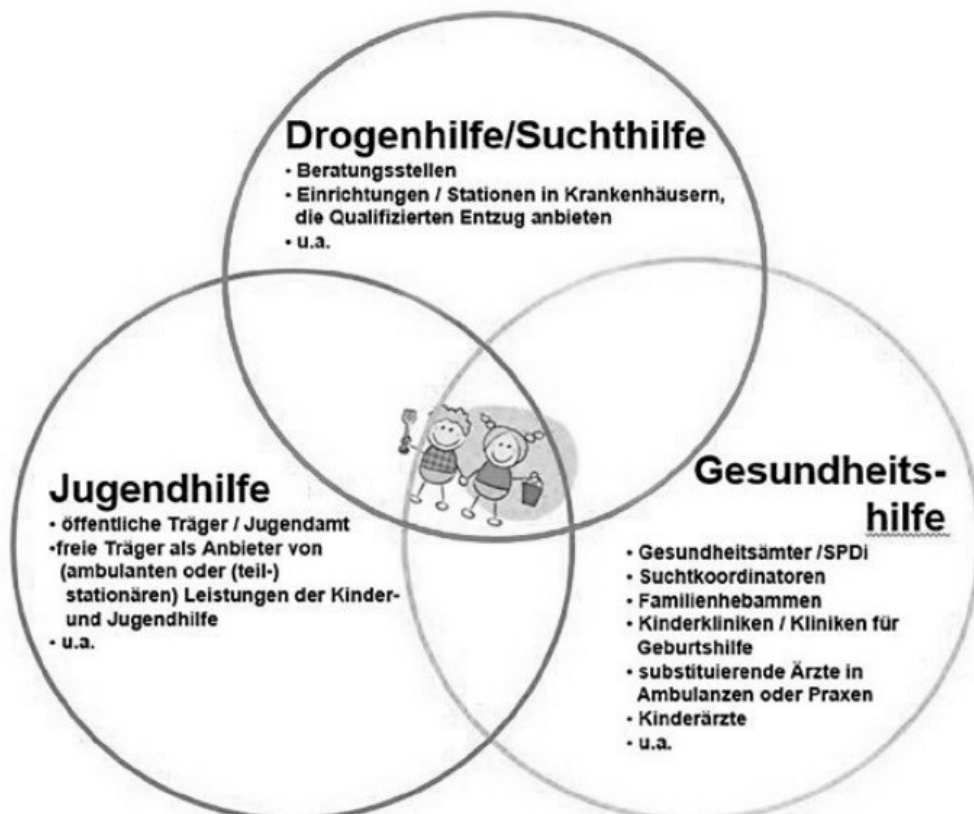 Drogenhilfe/Suchthilfe
· Beratungsstellen
· Einrichtungen / Stationen in Krankenhäusern,
die Qualifizierten Entzug anbieten
· u.a.
Jugendhilfe
· öffentliche Träger / Jugendamt
·freie Träger als Anbieter von
(ambulanten oder (teil-)
stationären) Leistungen der Kinder-
und Jugendhilfe
· u.a.
Gesundheits-
hilfe
· Gesundheitsämter /SPDi
· Suchtkoordinatoren
· Familienhebammen
· Kinderkliniken / Kliniken für
Geburtshilfe
· substituierende Ärzte in
Ambulanzen oder Praxen
· Kinderärzte
· u.a.